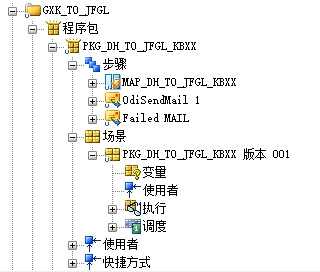 GXK_TO_JFGL
程序包
PKG_DH_TO_JFGL_KBXX
步骤
MAP_DH_TO_JFGL_KBXX
OdiSendMail 1
Failed MAIL
场景
PKG_DH_TO_JFGL_KBXX 版本 001
变量
使用者
执行
调度
使用者
快捷方式